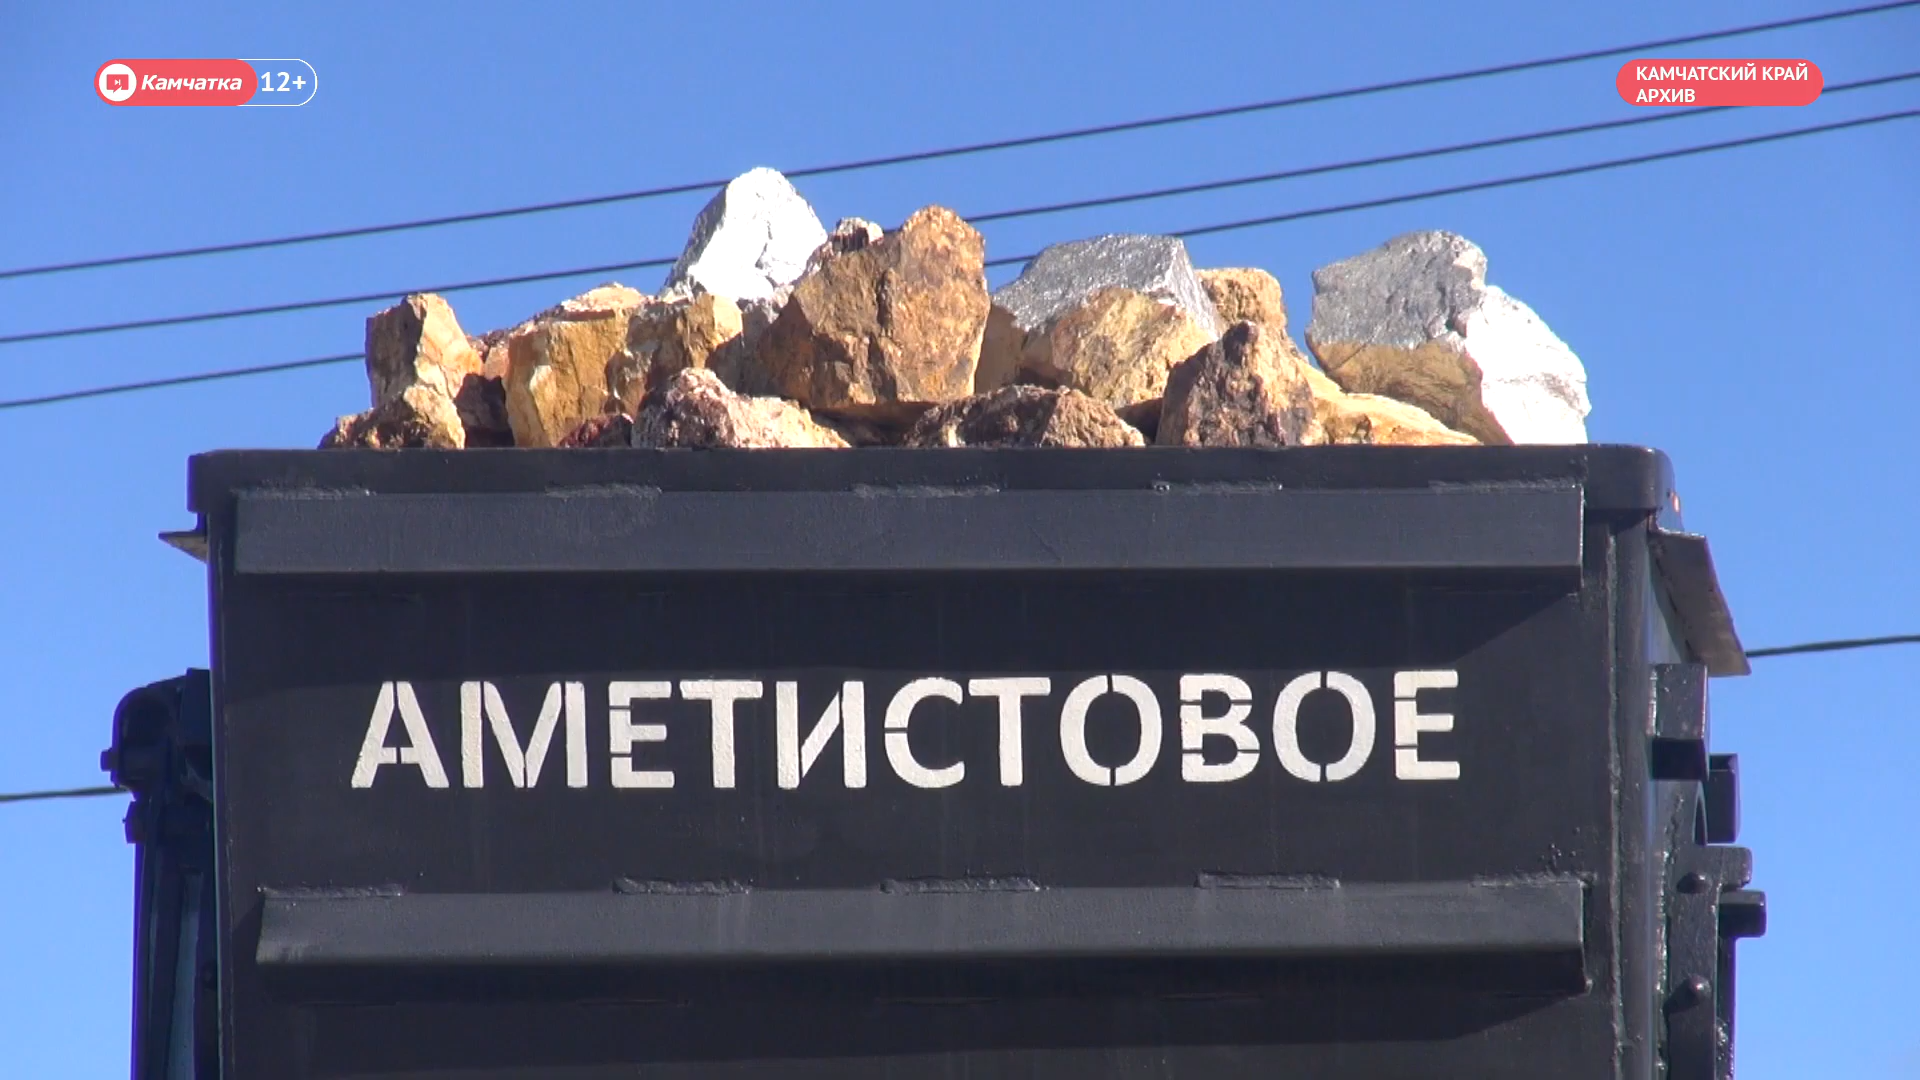 Камчатка 12+
КАМЧАТСКИЙ КРАЙ
АРХИВ
АМЕТИСТОВОЕ